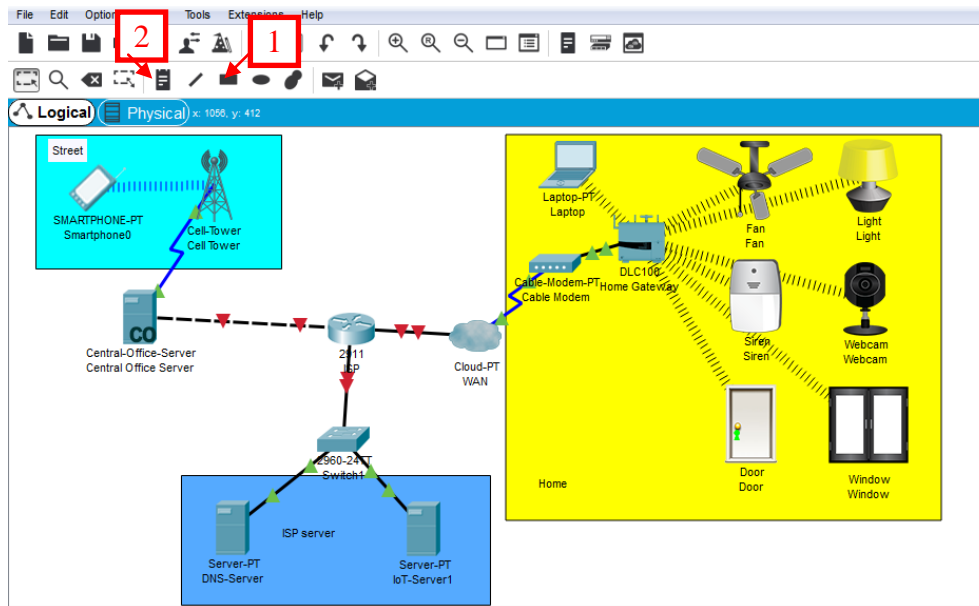 File Edit Optio Tools Extensions Help
2
1
Logical Physical x: 1056, y: 412
Street
SMARTPHONE-PT
Smartphone0
Cell-Tower
Cell Tower
Laptop-PT
Laptop
Fan
Fan
Light
Light
Cable-Modem-PT
Cable Modem
DLC100
Home Gateway
CO
Central-Office-Server
Central Office Server
2911
ISP
Cloud-PT
WAN
Siren
Siren
Webcam
Webcam
2960-24TT
Switch1
Door
Door
Window
Window
Home
ISP server
Server-PT
DNS-Server
Server-PT
IoT-Server1